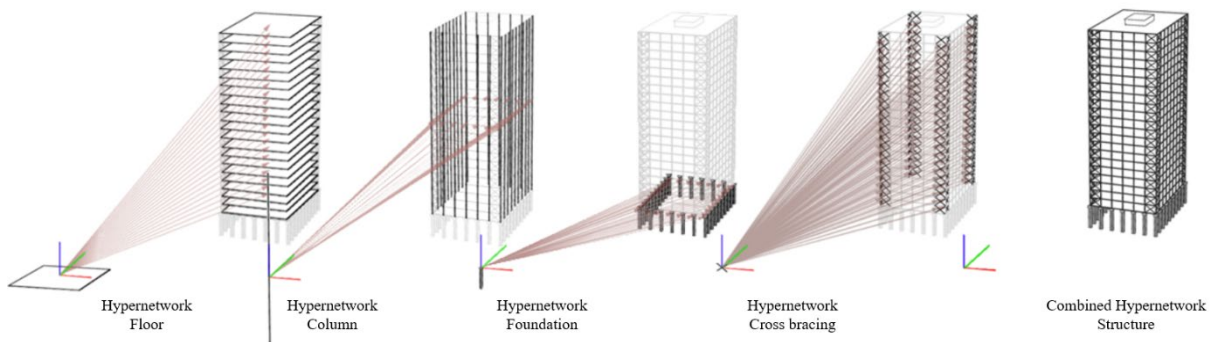 Hypernetwork
Floor
Hypernetwork
Column
Hypernetwork
Foundation
Hypernetwork
Cross bracing
Combined Hypernetwork
Structure